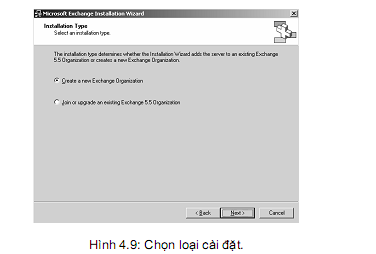 Microsoft Exchange Installation Wizard
Installation Type
Select an installation type.
The installation type determines whether the Installation Wizard adds the server to an existing Exchange
5.5 Organization or creates a new Exchange Organization.
Create a new Exchange Organization
Join or upgrade an existing Exchange 5.5 Organization
< Back
Next >
Cancel
Hình 4.9: Chọn loại cài đặt.